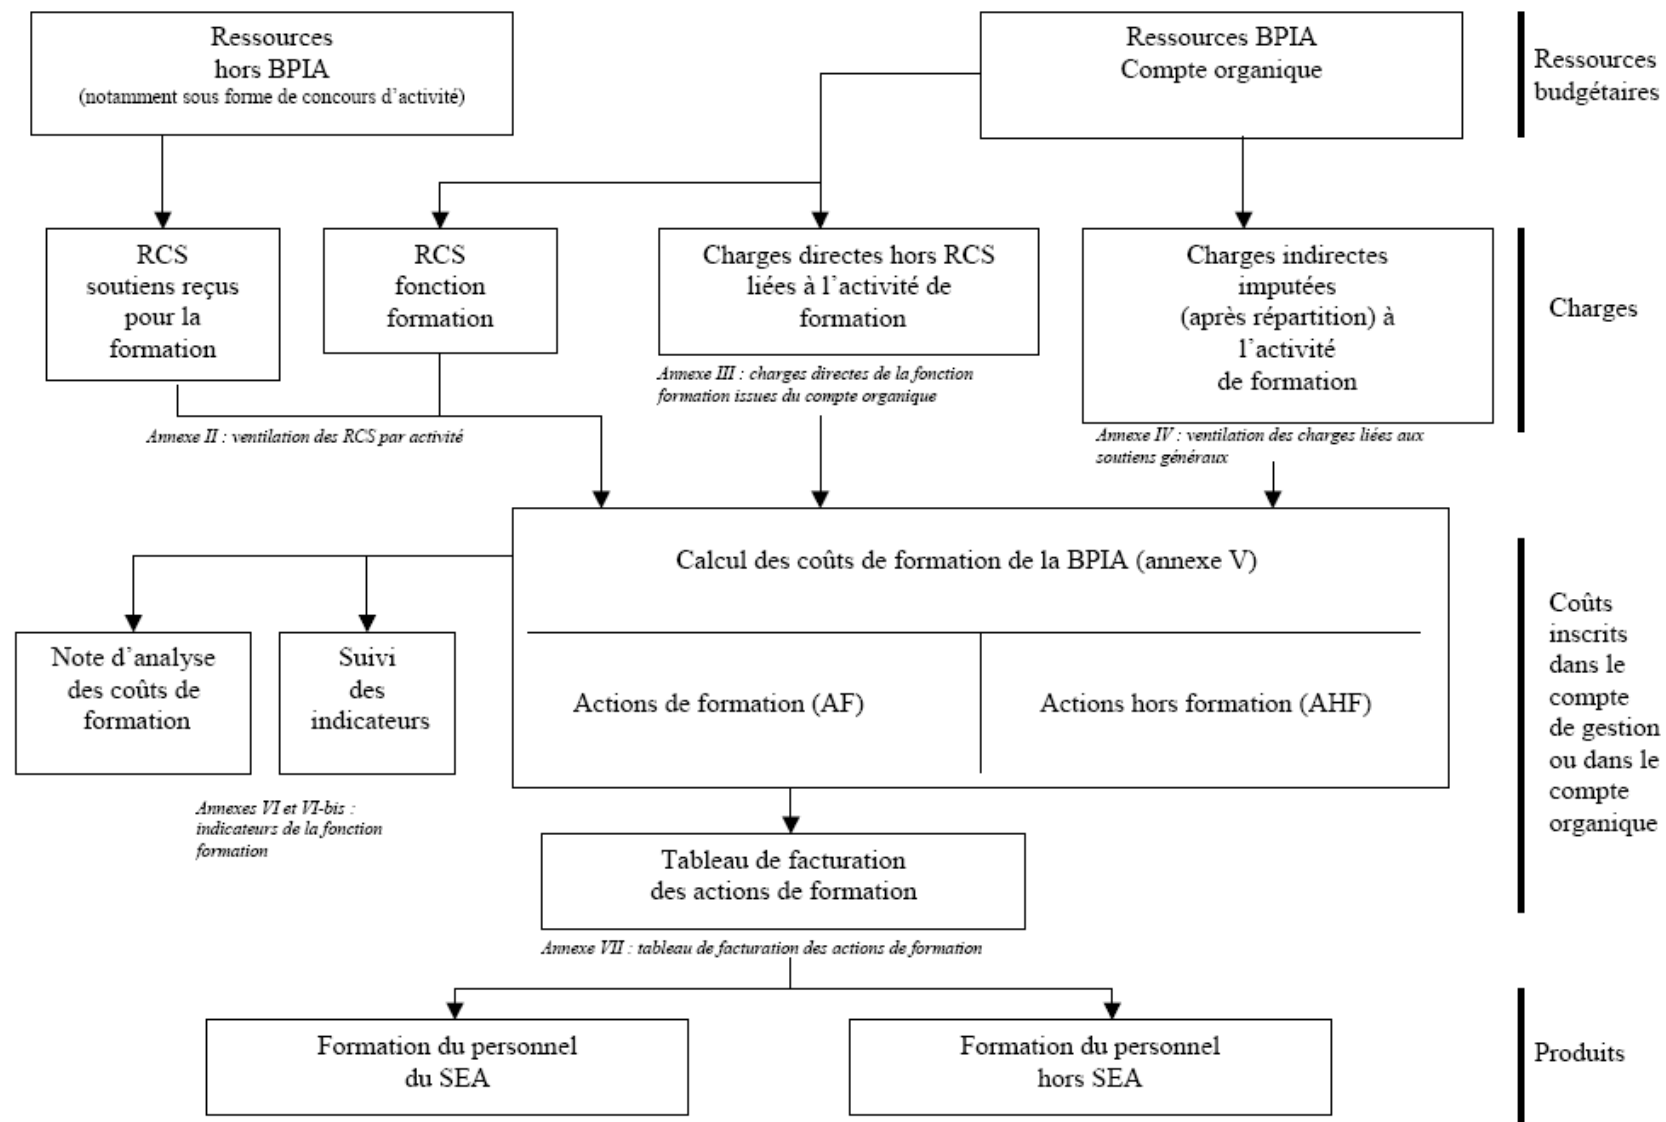 Ressources
hors BPIA
(notamment sous forme de concours d’activité)
Ressources BPIA
Compte organique
Ressources
budgétaires
RCS
soutiens reçus
pour la
formation
RCS
fonction
formation
Charges directes hors RCS
liées à l’activité de
formation
Charges indirectes
imputées
(après répartition) à
l’activité
de formation
Charges
Annexe II : ventilation des RCS par activité
Annexe III : charges directes de la fonction
formation issues du compte organique
Annexe IV : ventilation des charges liées aux
soutiens généraux
Calcul des coûts de formation de la BPIA (annexe V)
Actions de formation (AF)
Actions hors formation (AHF)
Note d’analyse
des coûts de
formation
Suivi
des
indicateurs
Annexes VI et VI-bis :
indicateurs de la fonction
formation
Coûts
inscrits
dans le
compte
de gestion
ou dans le
compte
organique
Tableau de facturation
des actions de formation
Annexe VII : tableau de facturation des actions de formation
Formation du personnel
du SEA
Formation du personnel
hors SEA
Produits